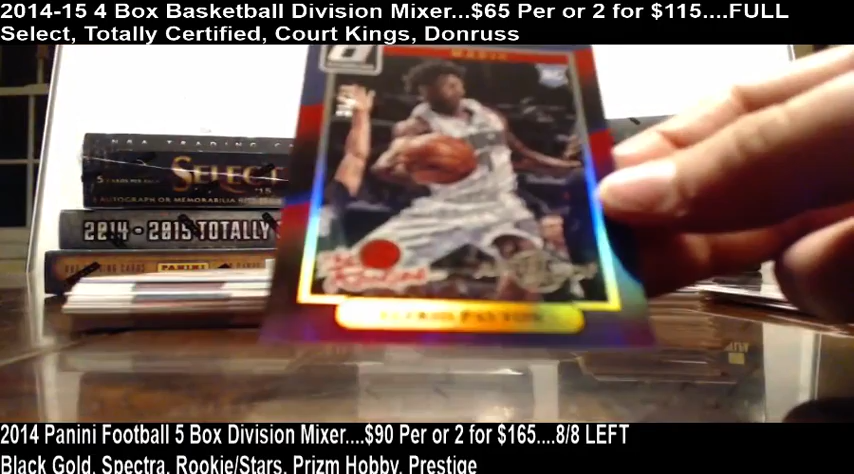 2014-15 4 Box Basketball Division Mixer...$65 Per or 2 for $115....FULL
Select, Totally Certified, Court Kings, Donruss
NBA TRADING
SELECT
2014-2015 TOTALLY
PANINI
2014 Panini Football 5 Box Division Mixer....$90 Per or 2 for $165....8/8 LEFT
Black Gold, Spectra, Rookie/Stars, Prizm Hobby, Prestige